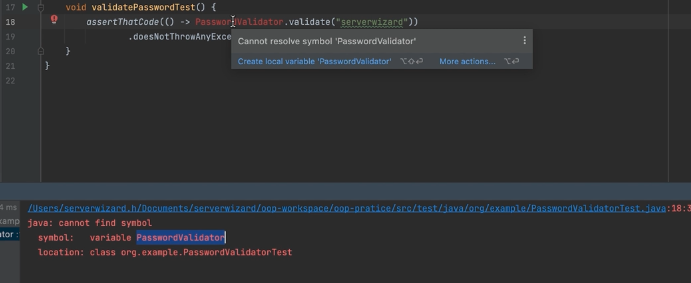 17 void validatePasswordTest() {
18 assertThatCode(() -> PasswordValidator.validate("serverwizard"))
19 .doesNotThrowAnyExce
20 }
21 }
22
Cannot resolve symbol 'PasswordValidator'
Create local variable 'PasswordValidator' ⌥⇧⏎ More actions... ⌥⏎
4 ms /Users/serverwizard.h/Documents/serverwizard/oop-workspace/oop-pratice/src/test/java/org/example/PasswordValidatorTest.java:18:3
java: cannot find symbol
symbol: variable PasswordValidator
location: class org.example.PasswordValidatorTest